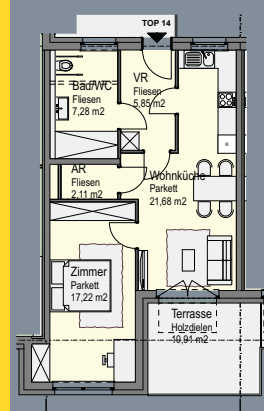 TOP 14
Bad/WC
Fliesen
7,28 m2
VR
Fliesen
5,85 m2
AR
Fliesen
2,11 m2
Wohnküche
Parkett
21,68 m2
K
Zimmer
Parkett
17,22 m2
Terrasse
Holzdielen
10,91 m2